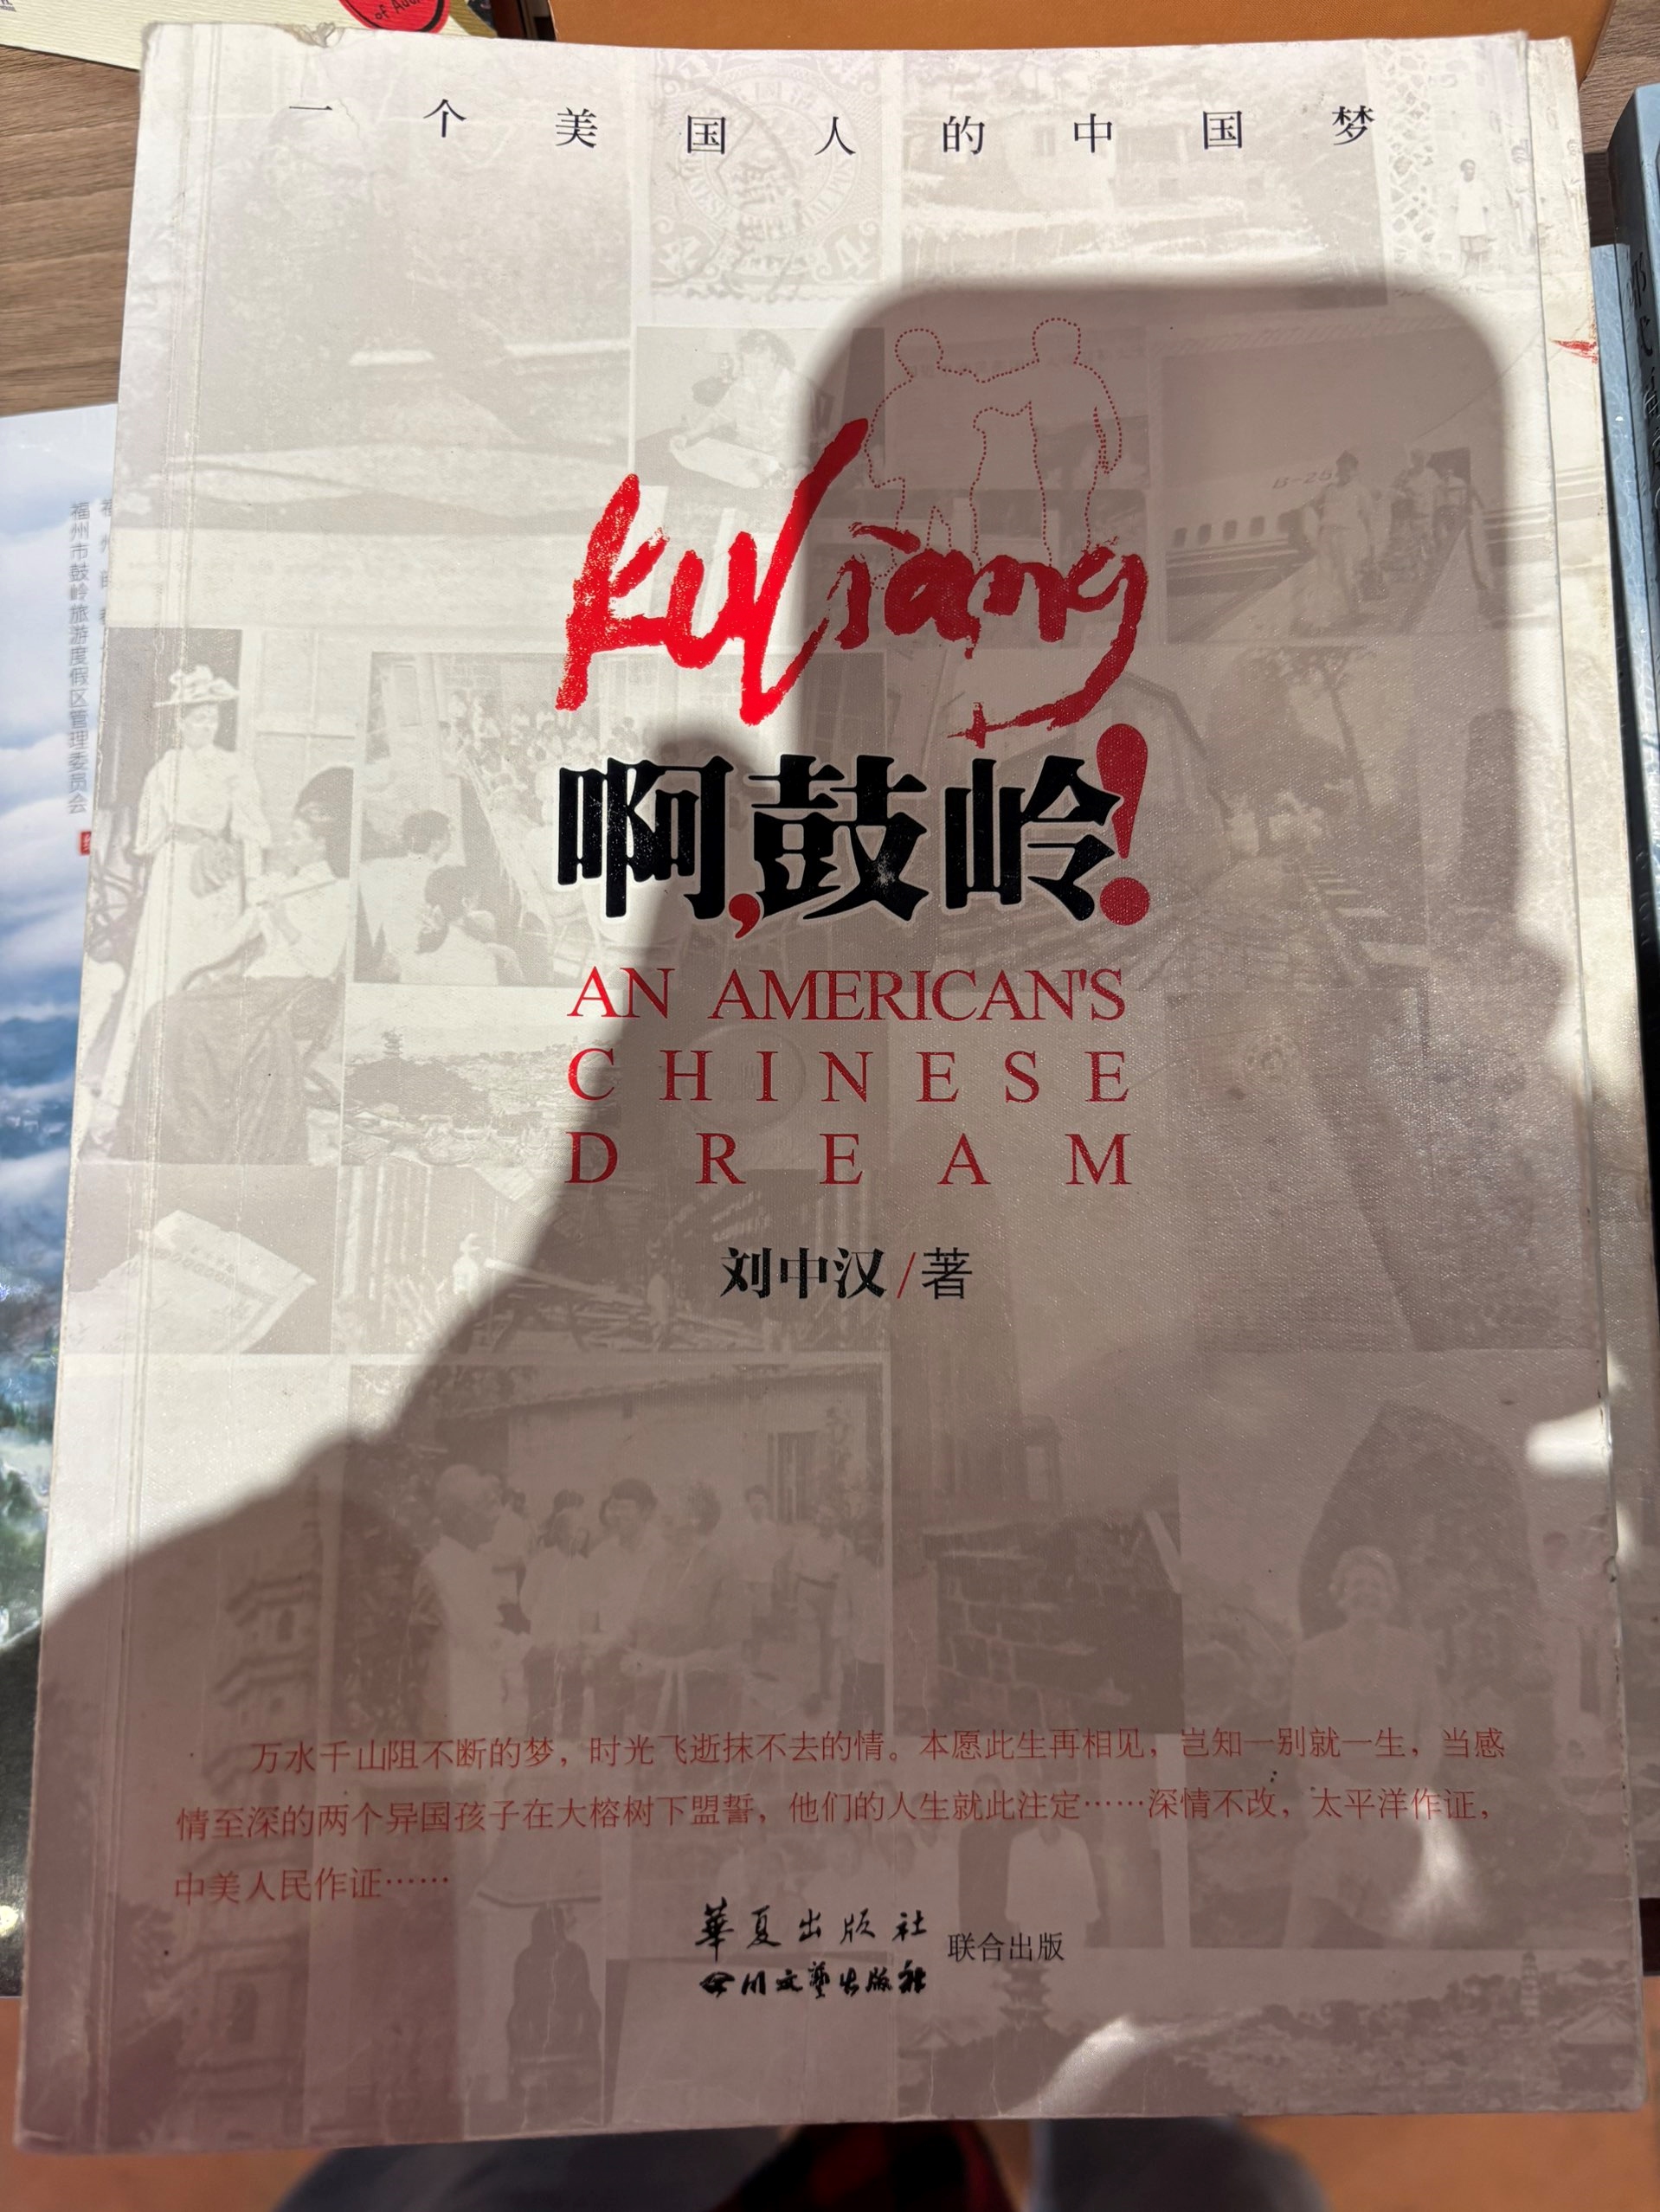 of Auck
一个美国人的中国梦
B-25
kuliang
啊,鼓岭!
AN AMERICAN'S
CHINESE
DREAM
刘中汉/著
万水千山阻不断的梦，时光飞逝抹不去的情。本愿此生再相见，岂知一别就一生，当感
情至深的两个异国孩子在大榕树下盟誓，他们的人生就此注定……深情不改，太平洋作证，
中美人民作证……
華夏出版社
四川文藝出版社
联合出版
福州市鼓岭旅游度假区管理委员会